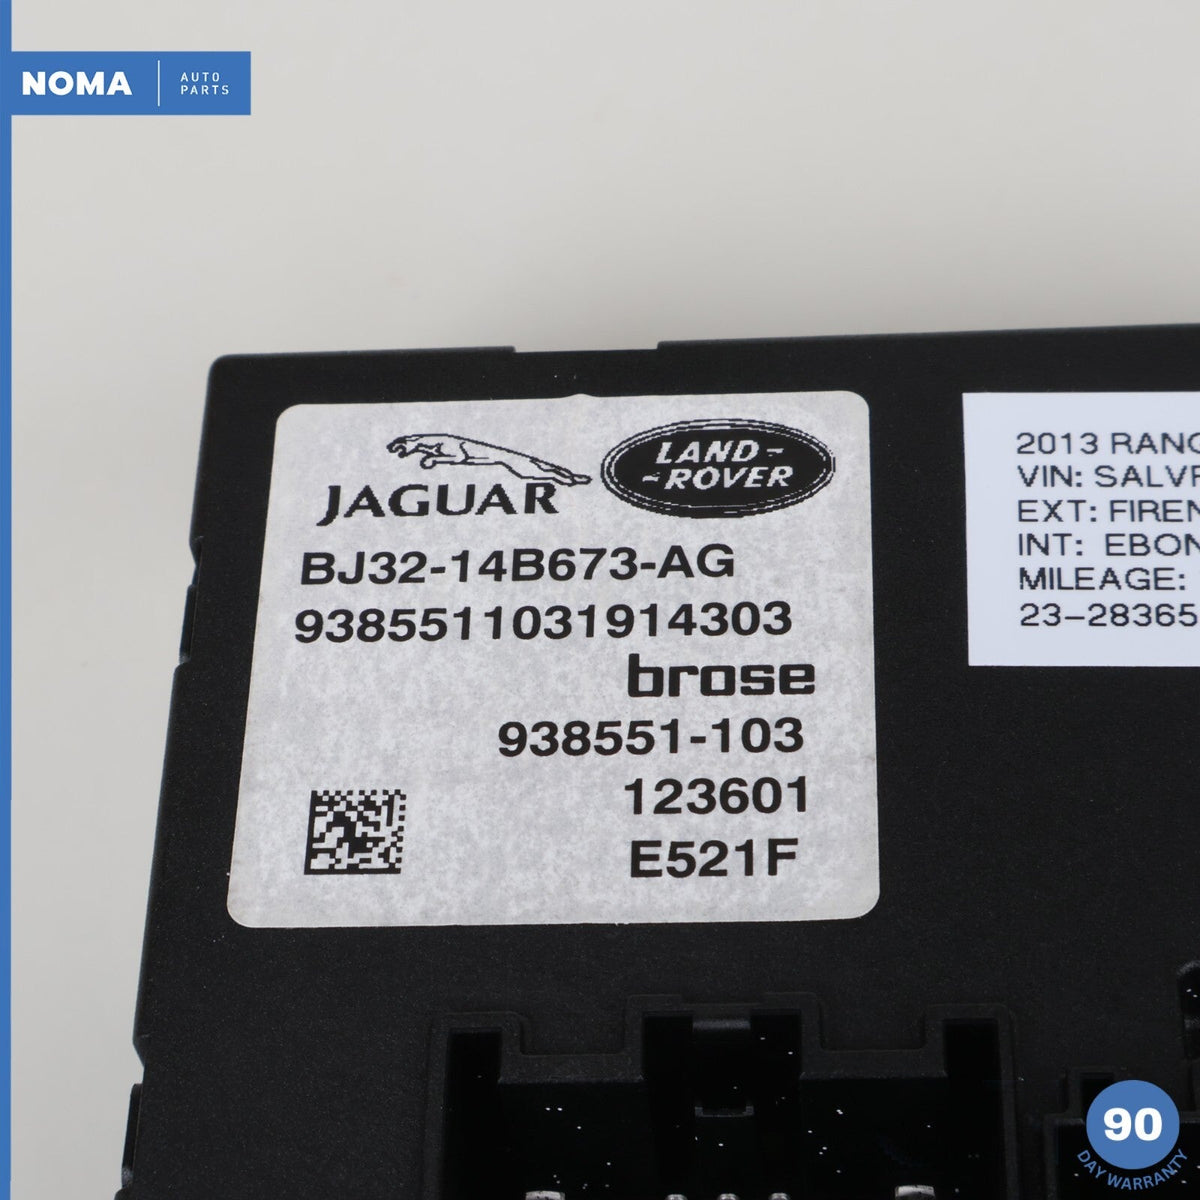 NOMA
AUTO
PARTS
JAGUAR
LAND-
-ROVER
BJ32-14B673-AG
9385511031914303
brose
938551-103
123601
E521F
2013 RANG
VIN: SALVP
EXT: FIREN
INT: EBON
MILEAGE:
23-28365
90
DAY WARRANTY